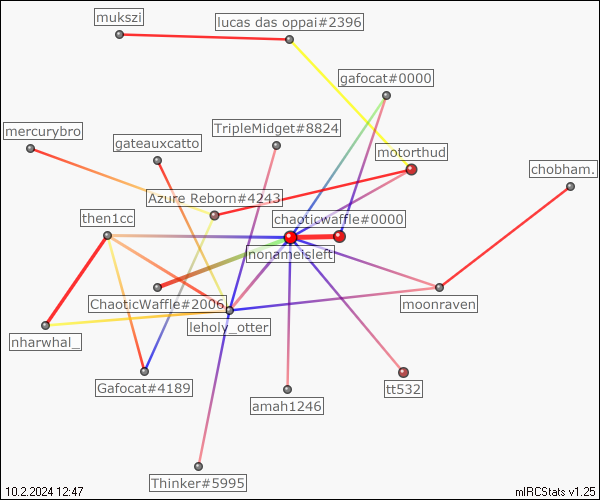 mukszi
lucas das oppai#2396
gafocat#0000
TripleMidget#8824
mercurybro
gateauxcatto
motorthud
chobham.
Azure Reborn#4243
then1cc
chaoticwaffle#0000
nonameisleft
ChaoticWaffle#2006
moonraven
leholy_otter
nharwhal_
Gafocat#4189
tt532
amah1246
Thinker#5995
10.2.2024 12:47
mIRCStats v1.25